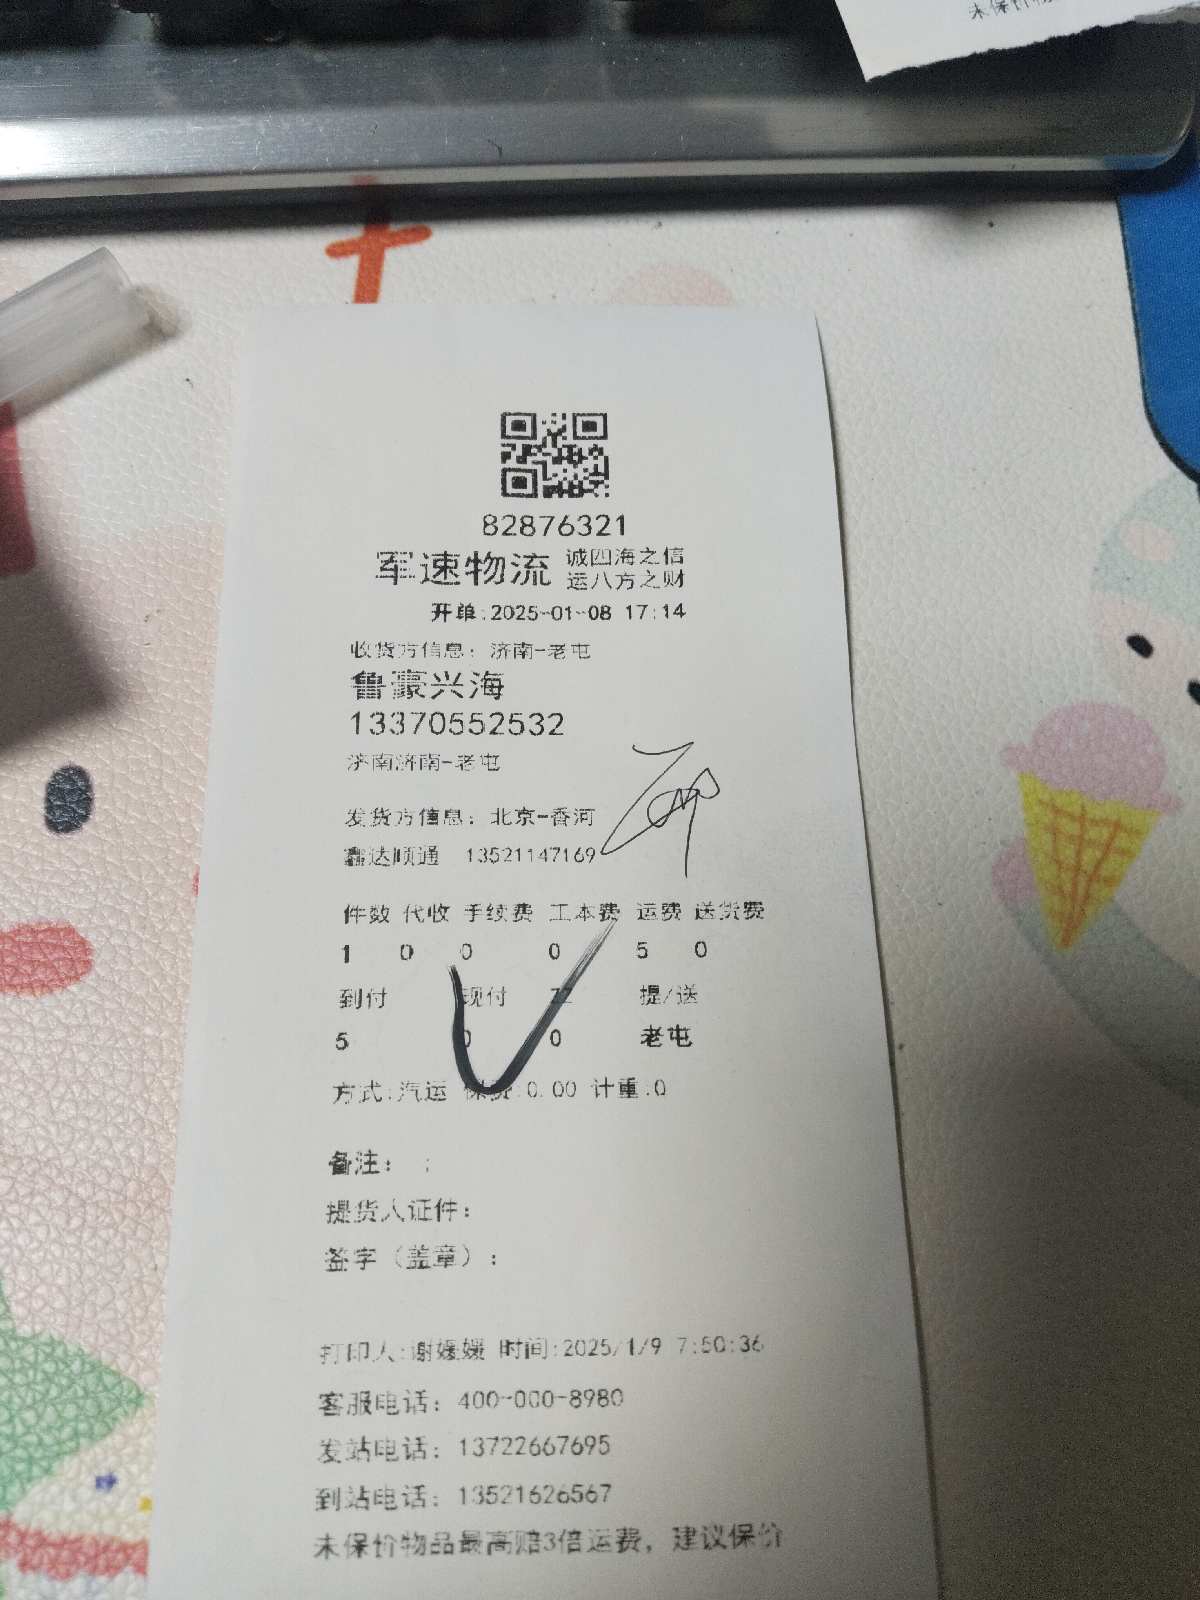 未保价物
82876321
军速物流 诚四海之信
运八方之财
开单:2025-01-08 17:14
收货方信息: 济南-老屯
鲁豪兴海
13370552532
济南济南-老屯
发货方信息: 北京-香河
鑫达顺通 13521147169
件数 代收 手续费 工本费 运费 送货费
1 0 0 0 5 0
到付 现付 提/送
5 0 0 老屯
方式:汽运 保费:0.00 计重:0
备注: ;
提货人证件:
签字（盖章）:
打印人:谢媛媛 时间:2025/1/9 7:50:36
客服电话: 400-000-8980
发站电话: 13722667695
到站电话: 13521626567
未保价物品最高赔3倍运费，建议保价